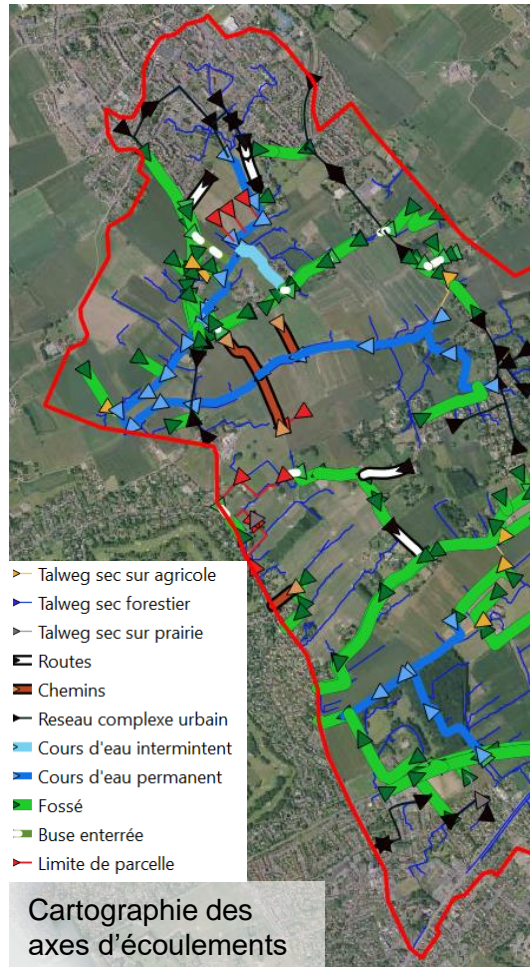 Talweg sec sur agricole
Talweg sec forestier
Talweg sec sur prairie
Routes
Chemins
Reseau complexe urbain
Cours d'eau intermintent
Cours d'eau permanent
Fossé
Buse enterrée
Limite de parcelle
Cartographie des
axes d'écoulements